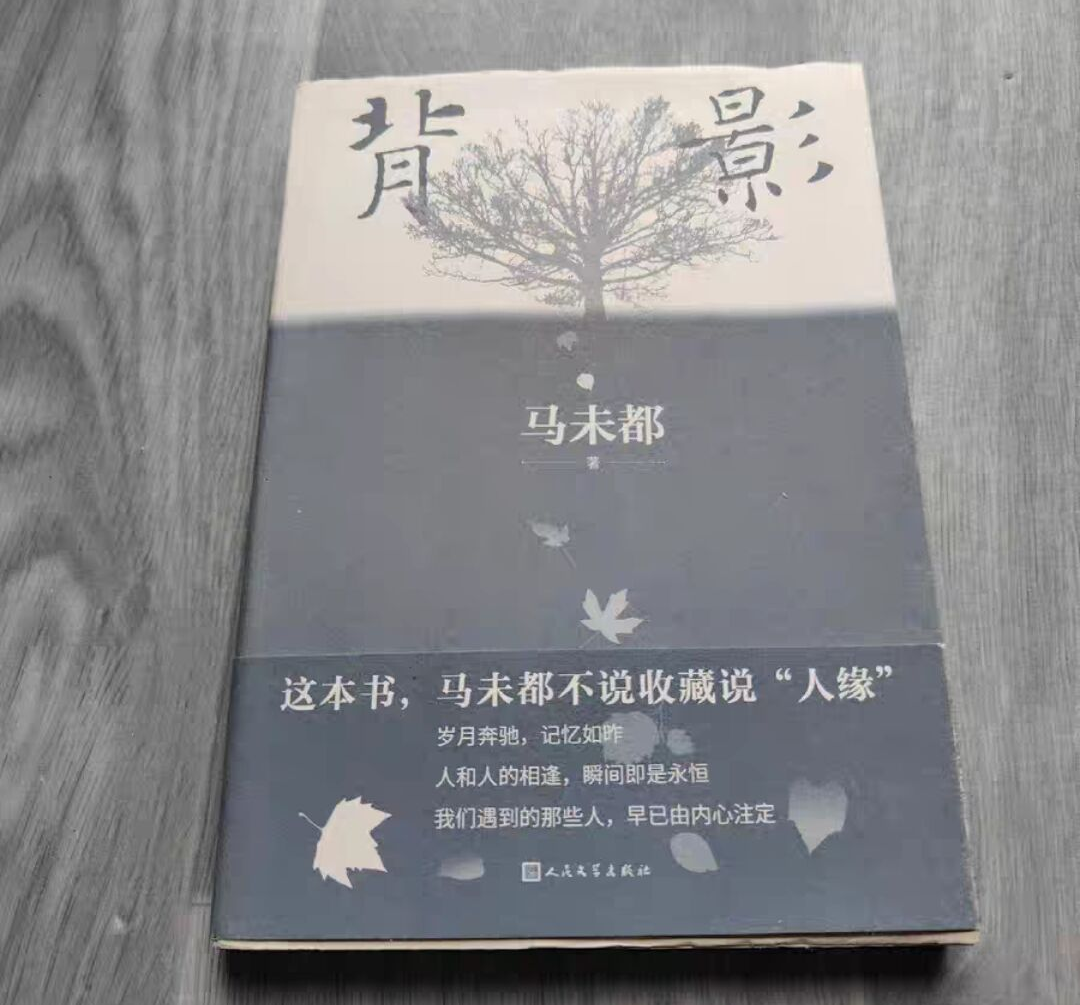 背影
马未都
著
这本书，马未都不说收藏说“人缘”
岁月奔驰，记忆如昨
人和人的相逢，瞬间即是永恒
我们遇到的那些人，早已由内心注定
人民文学出版社